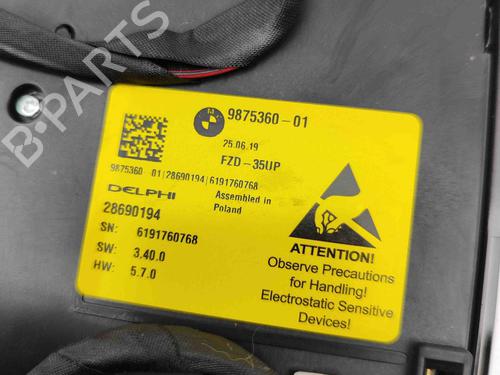 9875360-01
25.06.19
FZD-35UP
9875360-01|28690194|6191760768
DELPHI
Assembled in
Poland
28690194
SN: 6191760768
SW: 3.40.0
HW: 5.7.0
ATTENTION!
Observe Precautions
for Handling!
Electrostatic Sensitive
Devices!